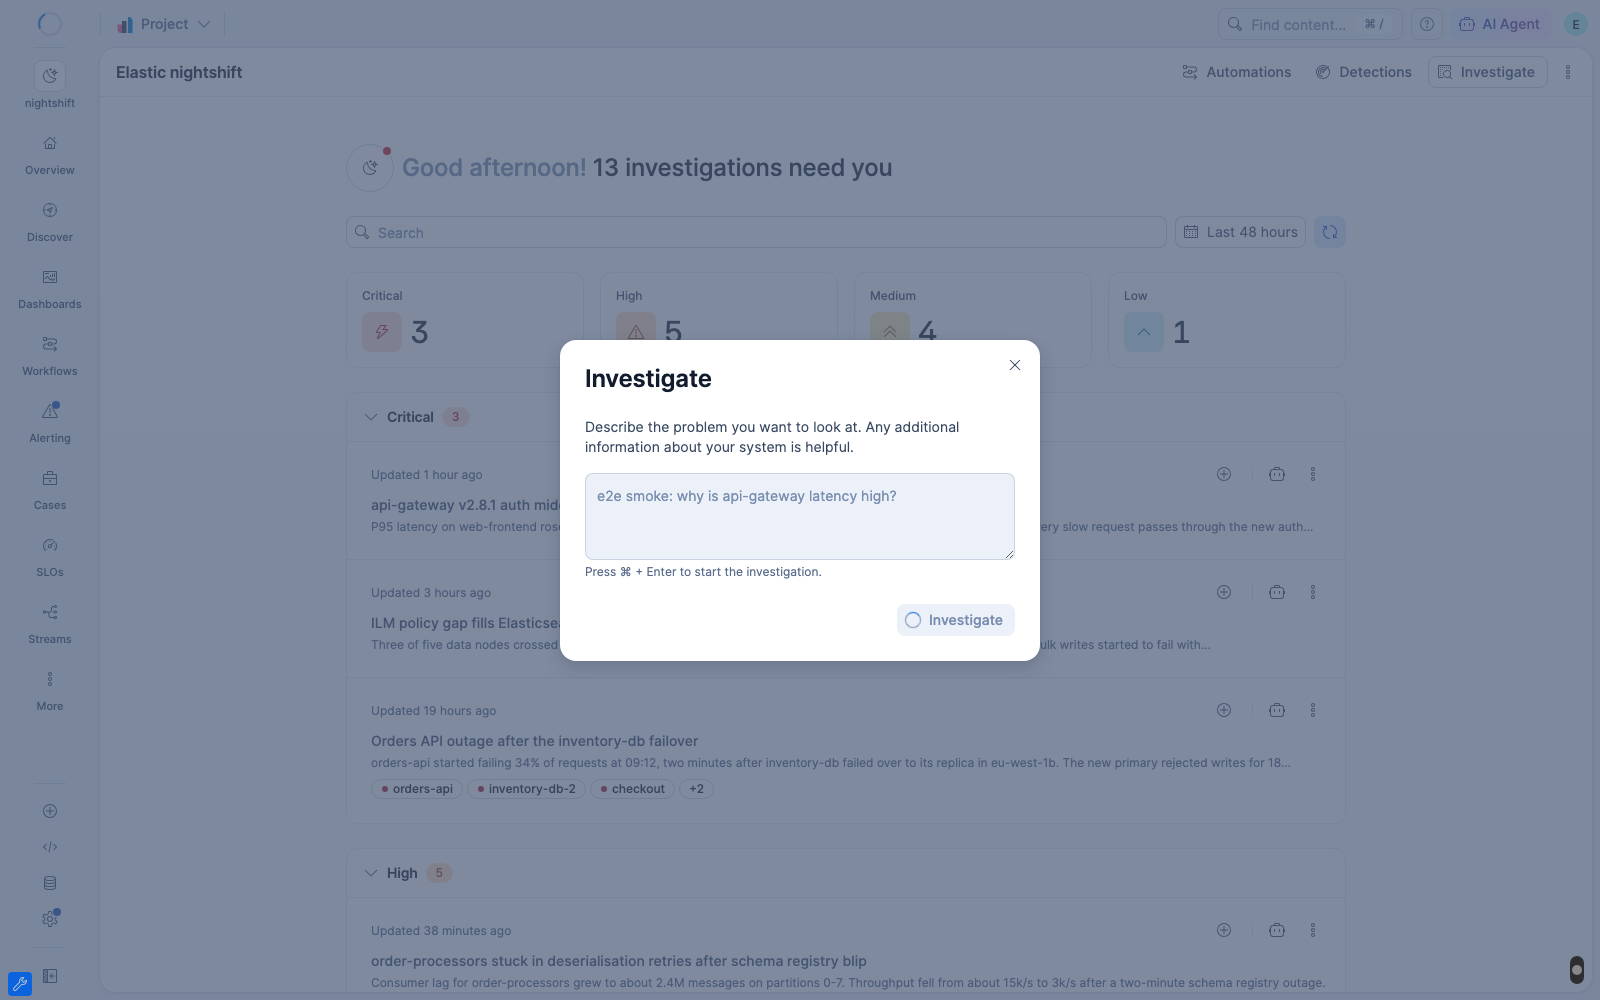 Project
Find content...
⌘ /
AI Agent
E
nightshift
Overview
Discover
Dashboards
Workflows
Alerting
Cases
SLOs
Streams
More
Elastic nightshift
Automations
Detections
Investigate
Good afternoon! 13 investigations need you
Search
Last 48 hours
Critical
3
High
5
Medium
4
Low
1
Critical 3
Updated 1 hour ago
api-gateway v2.8.1 auth
P95 latency on web-frontend
slow request passes through the new auth...
Updated 3 hours ago
ILM policy gap fills
Three of five data nodes crossed
writes started to fail with...
Updated 19 hours ago
Orders API outage after the inventory-db failover
orders-api started failing 34% of requests at 09:12, two minutes after inventory-db failed over to its replica in eu-west-1b. The new primary rejected writes for 18...
orders-api
inventory-db-2
checkout
+2
High 5
Updated 38 minutes ago
order-processors stuck in deserialisation retries after schema registry blip
Consumer lag for order-processors grew to about 2.4M messages on partitions 0-7. Throughput fell from about 15k/s to 3k/s after a two-minute schema registry outage.
Investigate
Describe the problem you want to look at. Any additional
information about your system is helpful.
e2e smoke: why is api-gateway latency high?
Press ⌘ + Enter to start the investigation.
Investigate